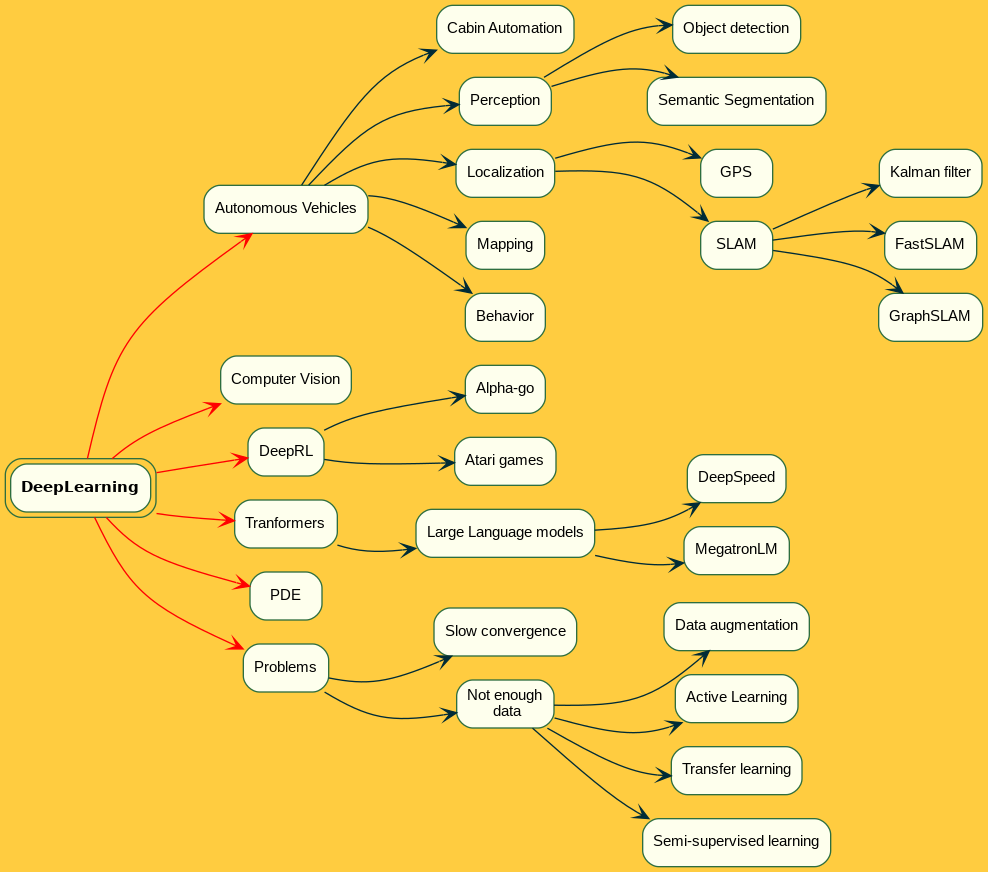 Cabin Automation
Object detection
Perception
Semantic Segmentation
Localization
GPS
Kalman filter
Autonomous Vehicles
Mapping
SLAM
FastSLAM
Behavior
GraphSLAM
Computer Vision
Alpha-go
DeepRL
Atari games
DeepSpeed
DeepLearning
Tranformers
Large Language models
MegatronLM
PDE
Slow convergence
Data augmentation
Problems
Not enough
data
Active Learning
Transfer learning
Semi-supervised learning